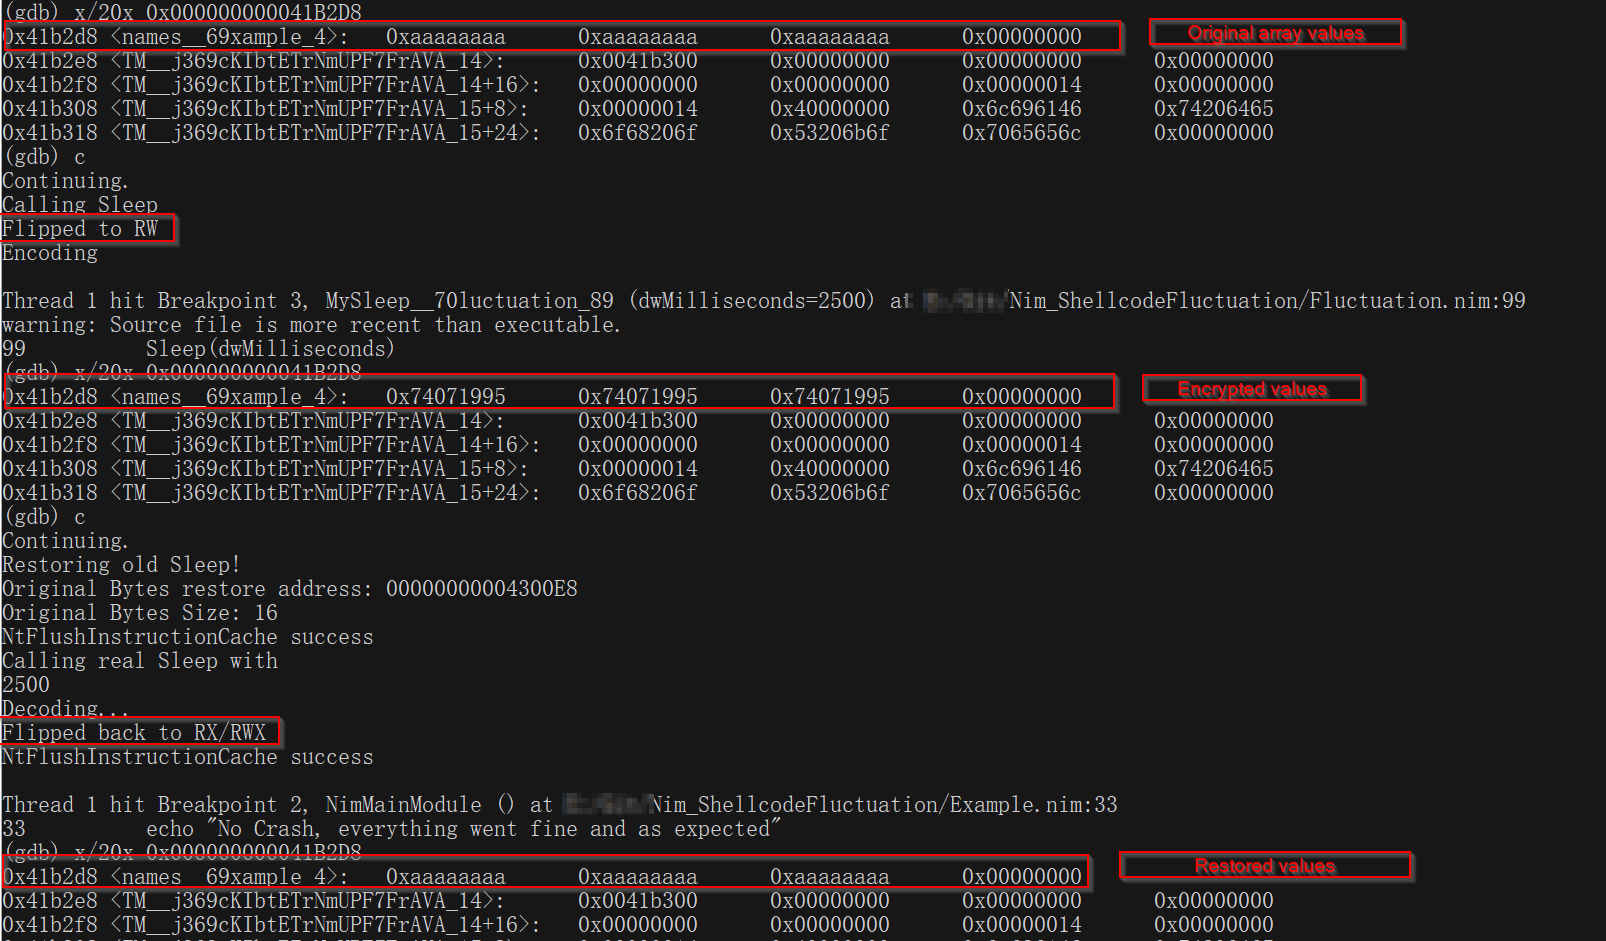 (gdb) x/20x 0x000000000041B2D8
0x41b2d8 <names__69xample_4>: 0xaaaaaaaa 0xaaaaaaaa 0xaaaaaaaa 0x00000000 Original array values
0x41b2e8 <TM__j369cKIbtETrNmUPF7FrAVA_14>: 0x0041b300 0x00000000 0x00000000 0x00000000
0x41b2f8 <TM__j369cKIbtETrNmUPF7FrAVA_14+16>: 0x00000000 0x00000000 0x00000014 0x00000000
0x41b308 <TM__j369cKIbtETrNmUPF7FrAVA_15+8>: 0x00000014 0x40000000 0x6c696146 0x74206465
0x41b318 <TM__j369cKIbtETrNmUPF7FrAVA_15+24>: 0x6f68206f 0x53206b6f 0x7065656c 0x00000000
(gdb) c
Continuing.
Calling Sleep
Flipped to RW
Encoding
Thread 1 hit Breakpoint 3, MySleep__70luctuation_89 (dwMilliseconds=2500) at /Nim_ShellcodeFluctuation/Fluctuation.nim:99
warning: Source file is more recent than executable.
99 Sleep(dwMilliseconds)
(gdb) x/20x 0x000000000041B2D8
0x41b2d8 <names__69xample_4>: 0x74071995 0x74071995 0x74071995 0x00000000 Encrypted values
0x41b2e8 <TM__j369cKIbtETrNmUPF7FrAVA_14>: 0x0041b300 0x00000000 0x00000000 0x00000000
0x41b2f8 <TM__j369cKIbtETrNmUPF7FrAVA_14+16>: 0x00000000 0x00000000 0x00000014 0x00000000
0x41b308 <TM__j369cKIbtETrNmUPF7FrAVA_15+8>: 0x00000014 0x40000000 0x6c696146 0x74206465
0x41b318 <TM__j369cKIbtETrNmUPF7FrAVA_15+24>: 0x6f68206f 0x53206b6f 0x7065656c 0x00000000
(gdb) c
Continuing.
Restoring old Sleep!
Original Bytes restore address: 00000000004300E8
Original Bytes Size: 16
NtFlushInstructionCache success
Calling real Sleep with
2500
Decoding...
Flipped back to RX/RWX
NtFlushInstructionCache success
Thread 1 hit Breakpoint 2, NimMainModule () at Nim_ShellcodeFluctuation/Example.nim:33
33 echo "No Crash, everything went fine and as expected"
(gdb) x/20x 0x000000000041B2D8
0x41b2d8 <names__69xample_4>: 0xaaaaaaaa 0xaaaaaaaa 0xaaaaaaaa 0x00000000 Restored values
0x41b2e8 <TM__j369cKIbtETrNmUPF7FrAVA_14>: 0x0041b300 0x00000000 0x00000000 0x00000000
0x41b2f8 <TM__j369cKIbtETrNmUPF7FrAVA_14+16>: 0x00000000 0x00000000 0x00000014 0x00000000